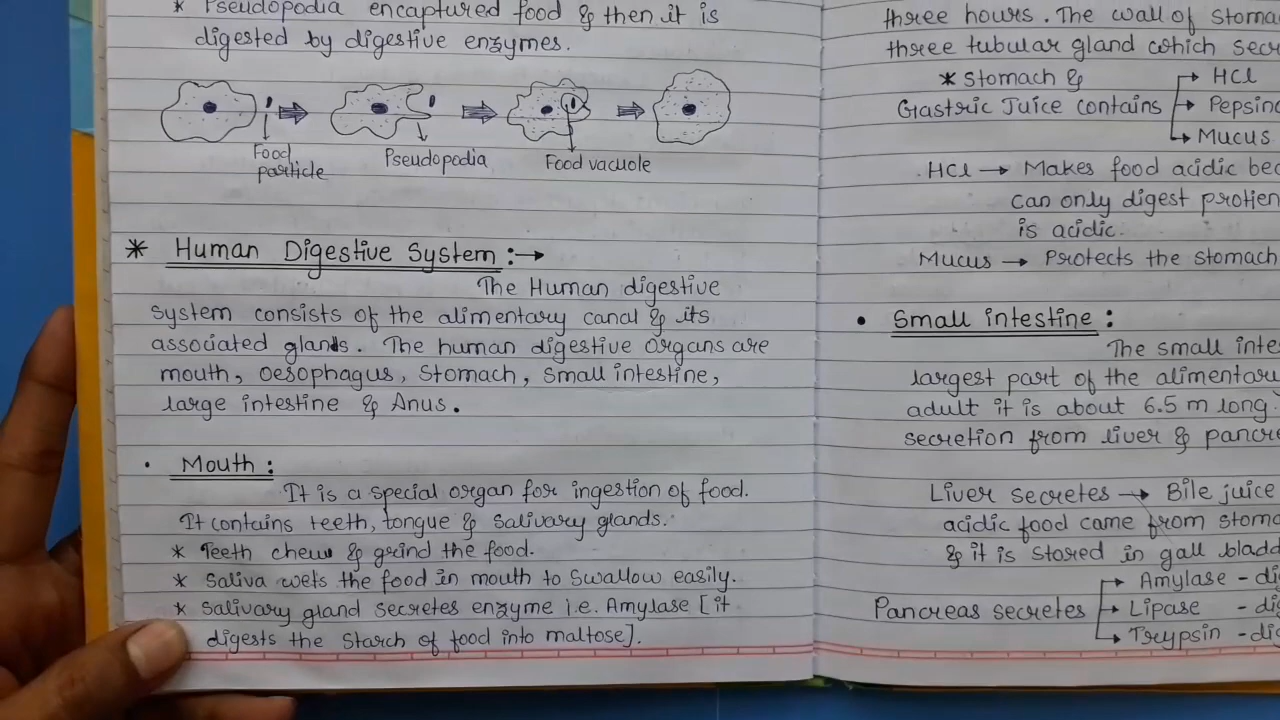 * Pseudopodia encaptured food & then it is
digested by digestive enzymes.
Food particle
Pseudopodia
Food vacuole
* Human Digestive System :→
The Human digestive
system consists of the alimentary canal & its
associated glands. The human digestive organs are
mouth, Oesophagus, Stomach, Small intestine,
large intestine & Anus.
• Mouth :
It is a special organ for ingestion of food.
It contains teeth, tongue & salivary glands.
* Teeth chew & grind the food.
* Saliva wets the food in mouth to swallow easily.
* Salivary gland secretes enzyme i.e. Amylase [it
digests the starch of food into maltose].
three hours. The wall of
three tubular gland which
* Stomach &
Grastric Juice contains
→ HCl
→
→ Mucus
HCl → Makes food acidic
can only digest protien
is acidic.
Mucus → Protects the stomach
• Small intestine :
The small
largest part of the
adult it is about 6.5 m long
secretion from liver &
Liver secretes → Bile juice
acidic food came from
& it is stored in gall
Pancreas secretes
→ Amylase -
→ Lipase -
→ Trypsin -